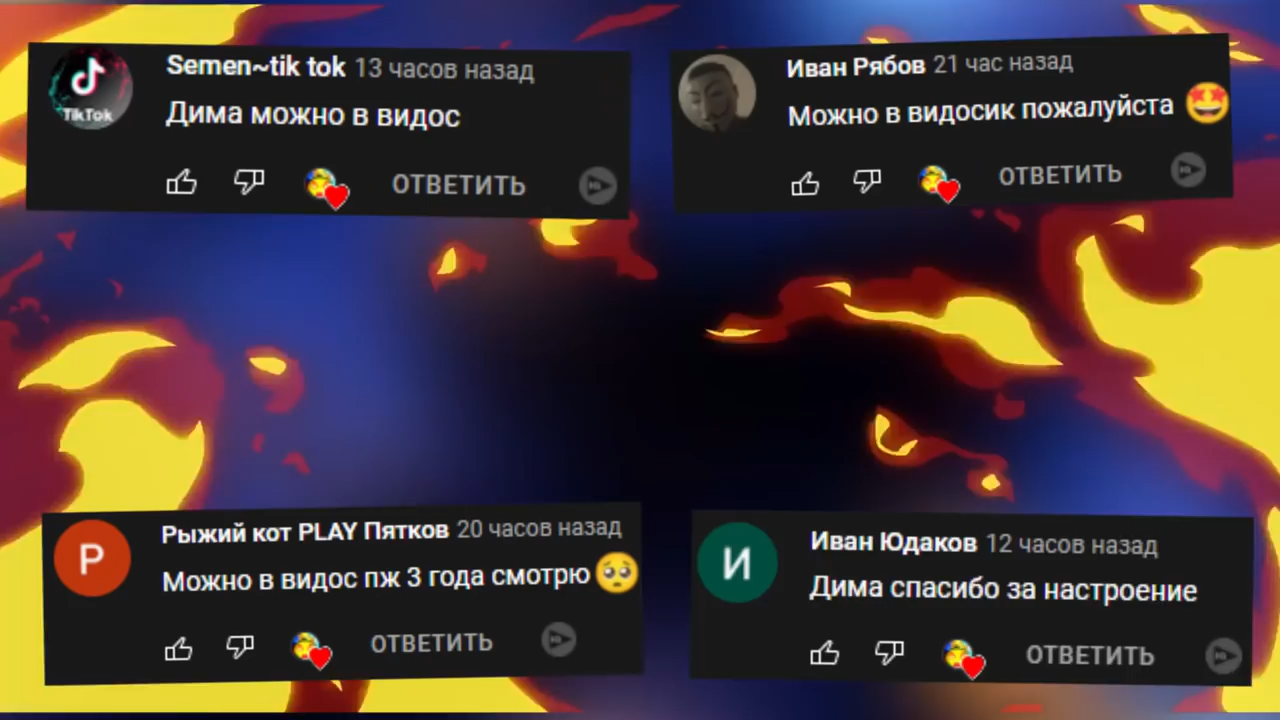 Semen~tik tok 13 часов назад
TikTok
Дима можно в видос
ОТВЕТИТЬ
Иван Рябов 21 час назад
Можно в видосик пожалуйста 🤩
ОТВЕТИТЬ
Рыжий кот PLAY Пятков 20 часов назад
Р
Можно в видос пж 3 года смотрю 🥺
ОТВЕТИТЬ
Иван Юдаков 12 часов назад
И
Дима спасибо за настроение
ОТВЕТИТЬ